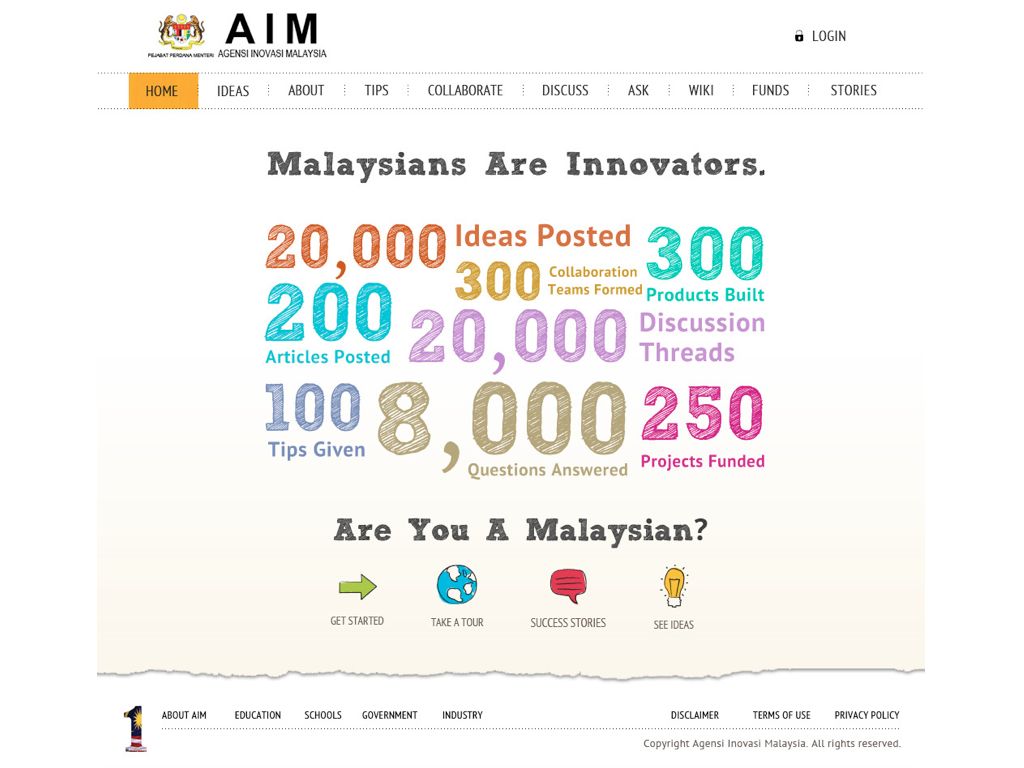 AIM
PEJABAT PERDANA MENTERI AGENSI INOVASI MALAYSIA
LOGIN
HOME IDEAS ABOUT TIPS COLLABORATE DISCUSS ASK WIKI FUNDS STORIES
Malaysians Are Innovators.
20,000 Ideas Posted
300 Collaboration
Teams Formed
300
Products Built
200
Articles Posted
20,000 Discussion
Threads
100
Tips Given
8,000
Questions Answered
250
Projects Funded
Are You A Malaysian?
GET STARTED TAKE A TOUR SUCCESS STORIES SEE IDEAS
1
ABOUT AIM EDUCATION SCHOOLS GOVERNMENT INDUSTRY DISCLAIMER TERMS OF USE PRIVACY POLICY
Copyright Agensi Inovasi Malaysia. All rights reserved.